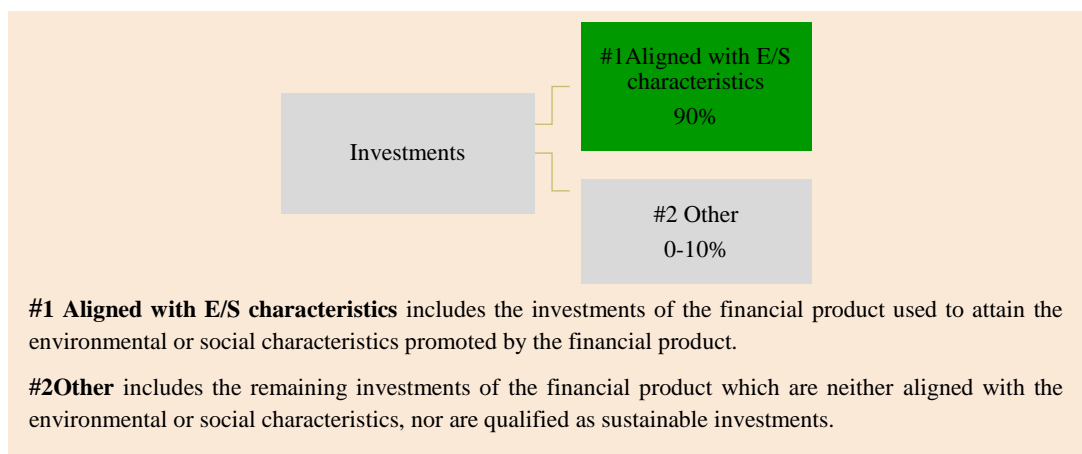 #1Aligned with E/S
characteristics
90%
Investments
#2 Other
0-10%
#1 Aligned with E/S characteristics includes the investments of the financial product used to attain the
environmental or social characteristics promoted by the financial product.
#2Other includes the remaining investments of the financial product which are neither aligned with the
environmental or social characteristics, nor are qualified as sustainable investments.